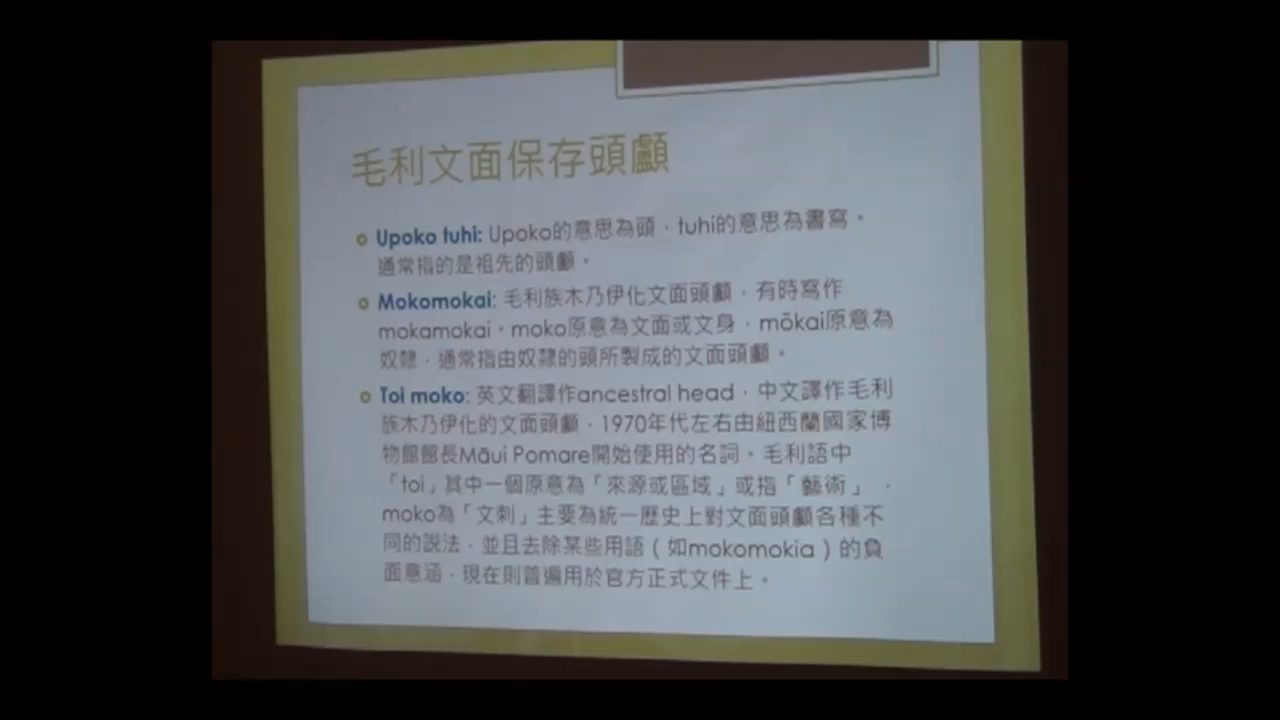 毛利文面保存頭顱
Upoko tuhi: Upoko的意思為頭，tuhi的意思為書寫。
通常指的是祖先的頭顱。
Mokomokai: 毛利族木乃伊化文面頭顱，有時寫作
mokamokai。moko原意為文面或文身，mōkai原意為
奴隸，通常指由奴隸的頭所製成的文面頭顱。
Toi moko: 英文翻譯作ancestral head，中文譯作毛利
族木乃伊化的文面頭顱，1970年代左右由紐西蘭國家博
物館館長Māui Pomare開始使用的名詞。毛利語中
「toi」其中一個原意為「來源或區域」或指「藝術」，
moko為「文刺」主要為統一歷史上對文面頭顱各種不
同的說法，並且去除某些用語（如mokomokia）的負
面意涵，現在則普遍用於官方正式文件上。